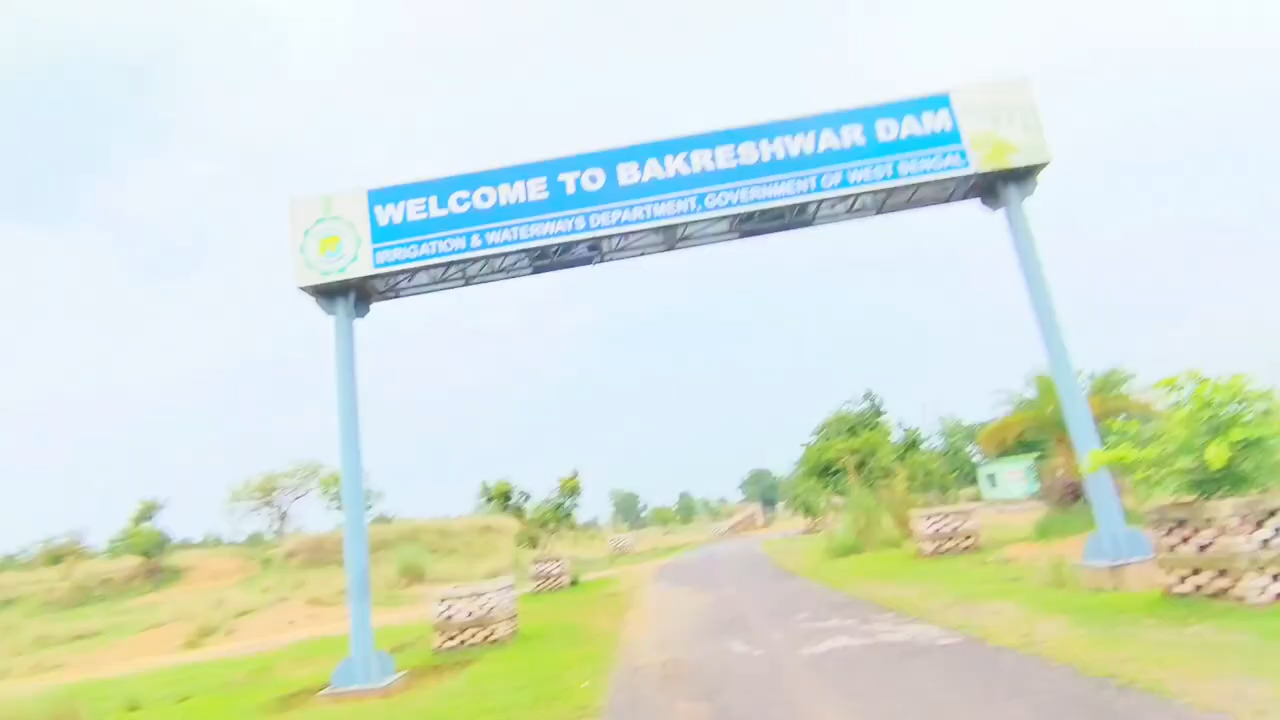 WELCOME TO BAKRESHWAR DAM
IRRIGATION & WATERWAYS DEPARTMENT, GOVERNMENT OF WEST BENGAL